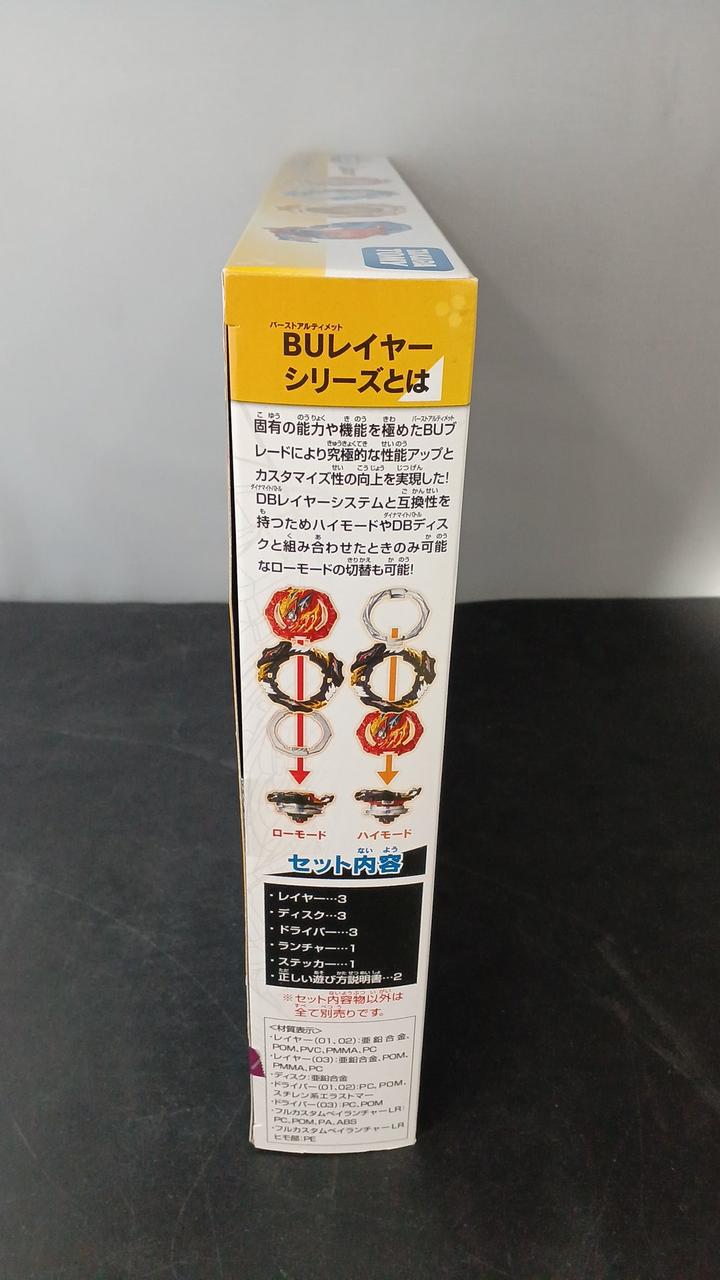 TAKARA TOMY
バーストアルティメット
BUレイヤー
シリーズとは
固有の能力や機能を極めたBUブ
レードにより究極的な性能アップと
カスタマイズ性の向上を実現した!
DBレイヤーシステムと互換性を
持つためハイモードやDBディス
クと組み合わせたときのみ可能
なローモードの切替も可能!
ローモード ハイモード
セット内容
・レイヤー…3
・ディスク…3
・ドライバー…3
・ランチャー…1
・ステッカー…1
・正しい遊び方説明書…2
※セット内容物以外は
全て別売りです。
<材質表示>
・レイヤー(01、02):亜鉛合金、
POM、PVC、PMMA、PC
・レイヤー(03):亜鉛合金、POM、
PMMA、PC
・ディスク:亜鉛合金
・ドライバー(01、02):PC、POM、
スチレン系エラストマー
・ドライバー(03):PC、POM
・フルカスタムベイランチャーLR:
PC、POM、PA、ABS
・フルカスタムベイランチャーLR
ヒモ部:PE